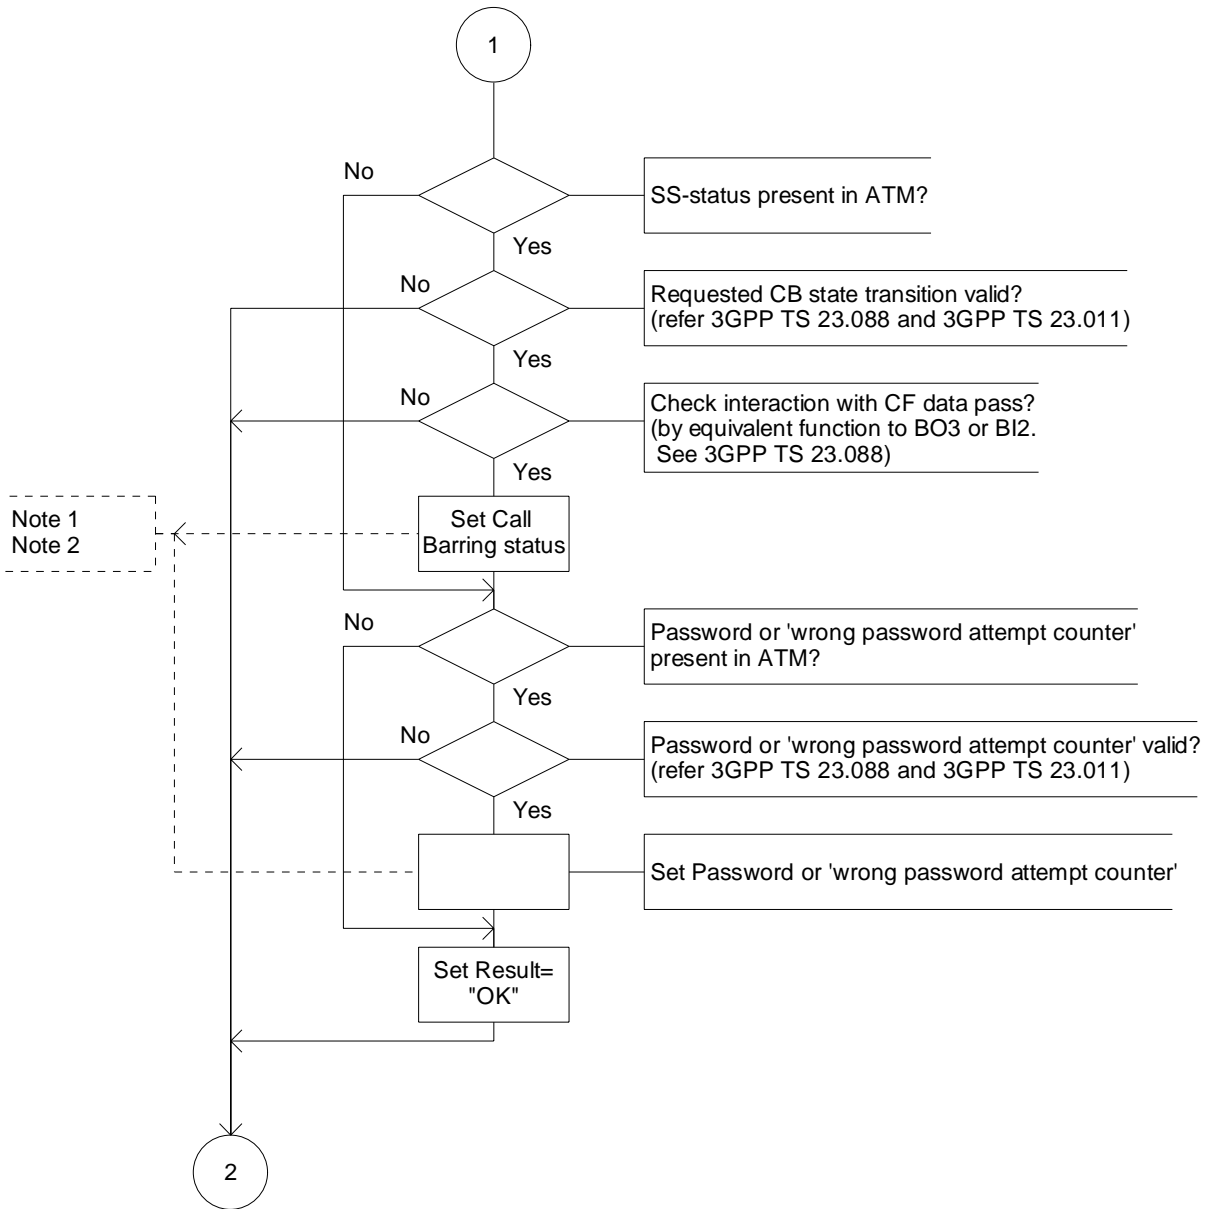 1
No
SS-status present in ATM?
Yes
No
Requested CB state transition valid?
(refer 3GPP TS 23.088 and 3GPP TS 23.011)
Yes
No
Check interaction with CF data pass?
(by equivalent function to BO3 or BI2.
See 3GPP TS 23.088)
Yes
Note 1
Note 2
Set Call
Barring status
No
Password or 'wrong password attempt counter'
present in ATM?
Yes
No
Password or 'wrong password attempt counter' valid?
(refer 3GPP TS 23.088 and 3GPP TS 23.011)
Yes
Set Password or 'wrong password attempt counter'
Set Result=
"OK"
2